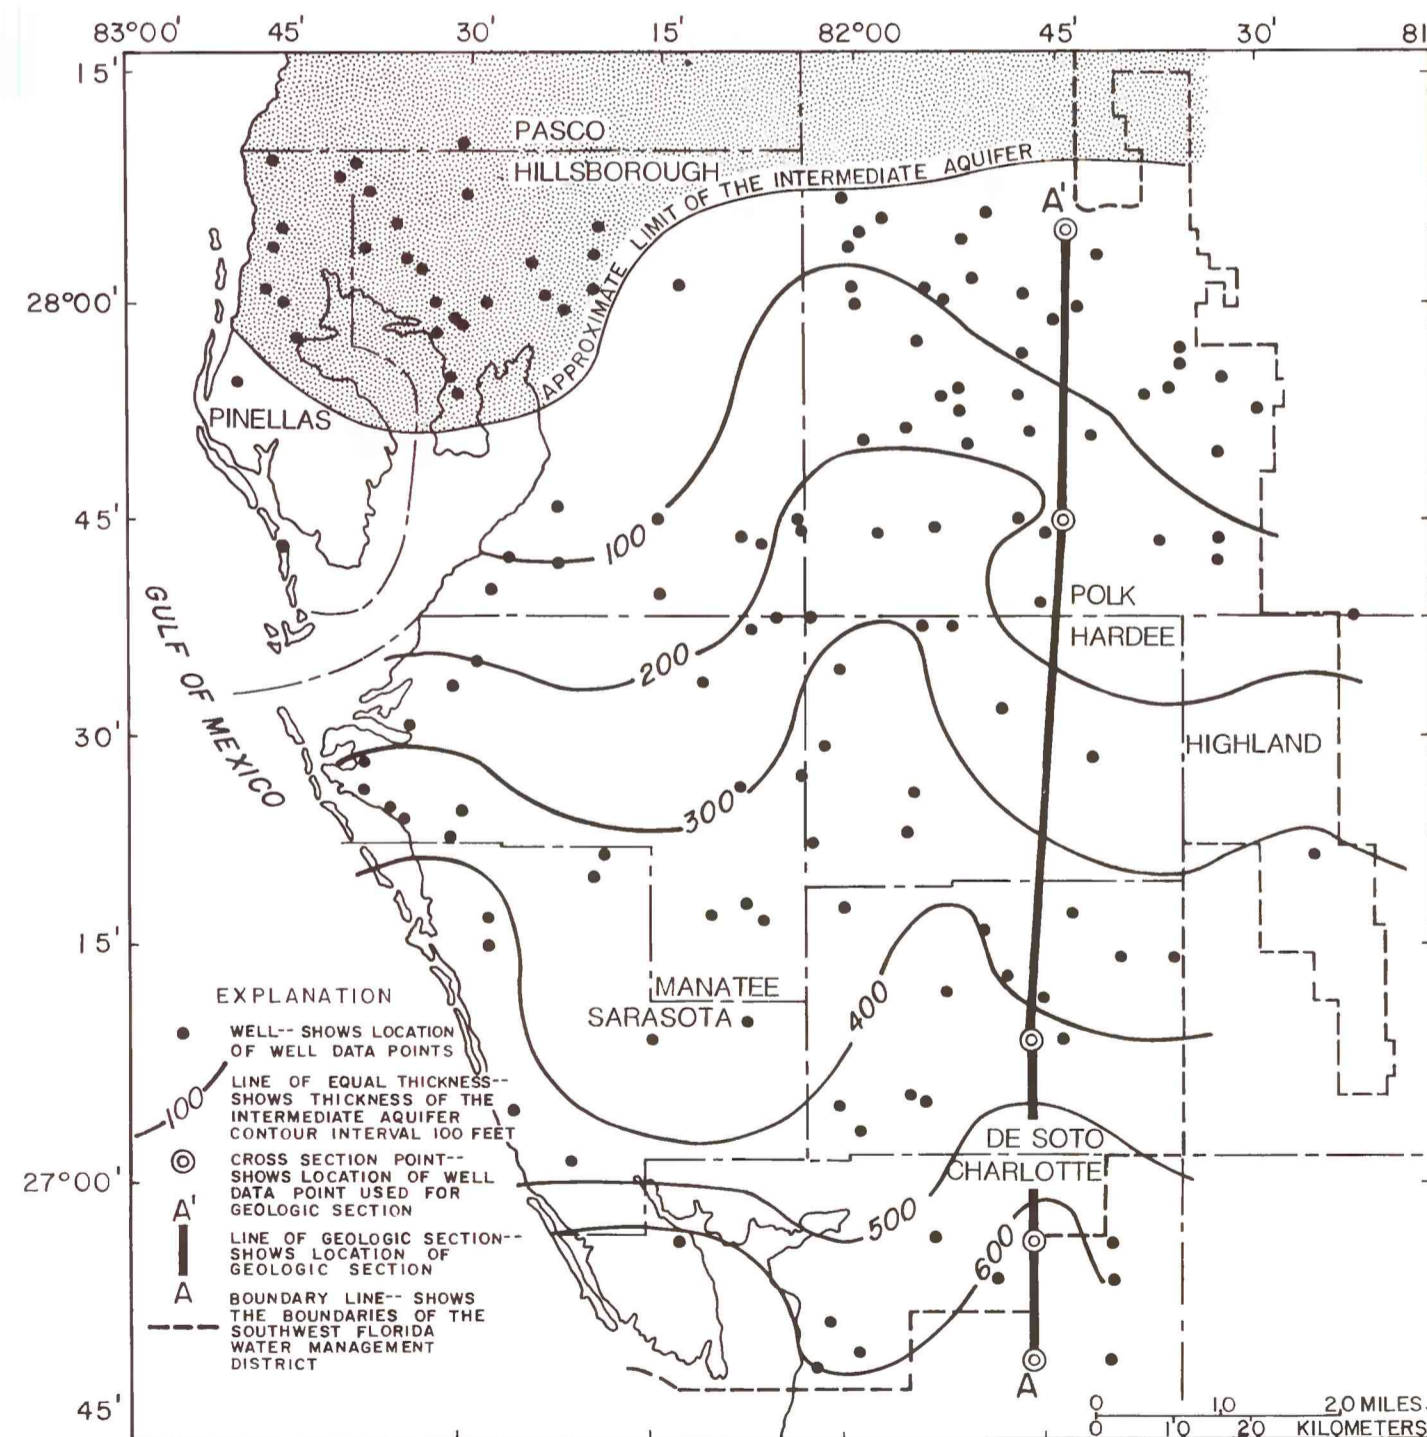 83°00' 45' 30' 15' 82°00' 45' 30' 81
15'
PASCO
HILLSBOROUGH
APPROXIMATE LIMIT OF THE INTERMEDIATE AQUIFER
A'
28°00'
PINELLAS
45'
100
GULF OF MEXICO
POLK
HARDEE
200
30'
HIGHLAND
300
15'
MANATEE
SARASOTA
400
EXPLANATION
WELL-- SHOWS LOCATION
OF WELL DATA POINTS
100
LINE OF EQUAL THICKNESS--
SHOWS THICKNESS OF THE
INTERMEDIATE AQUIFER
CONTOUR INTERVAL 100 FEET
CROSS SECTION POINT--
SHOWS LOCATION OF WELL
DATA POINT USED FOR
GEOLOGIC SECTION
A'
LINE OF GEOLOGIC SECTION--
SHOWS LOCATION OF
GEOLOGIC SECTION
A
BOUNDARY LINE-- SHOWS
THE BOUNDARIES OF THE
SOUTHWEST FLORIDA
WATER MANAGEMENT
DISTRICT
DE SOTO
CHARLOTTE
27°00'
500
600
A
45'
0 10 20 MILES
0 10 20 KILOMETERS